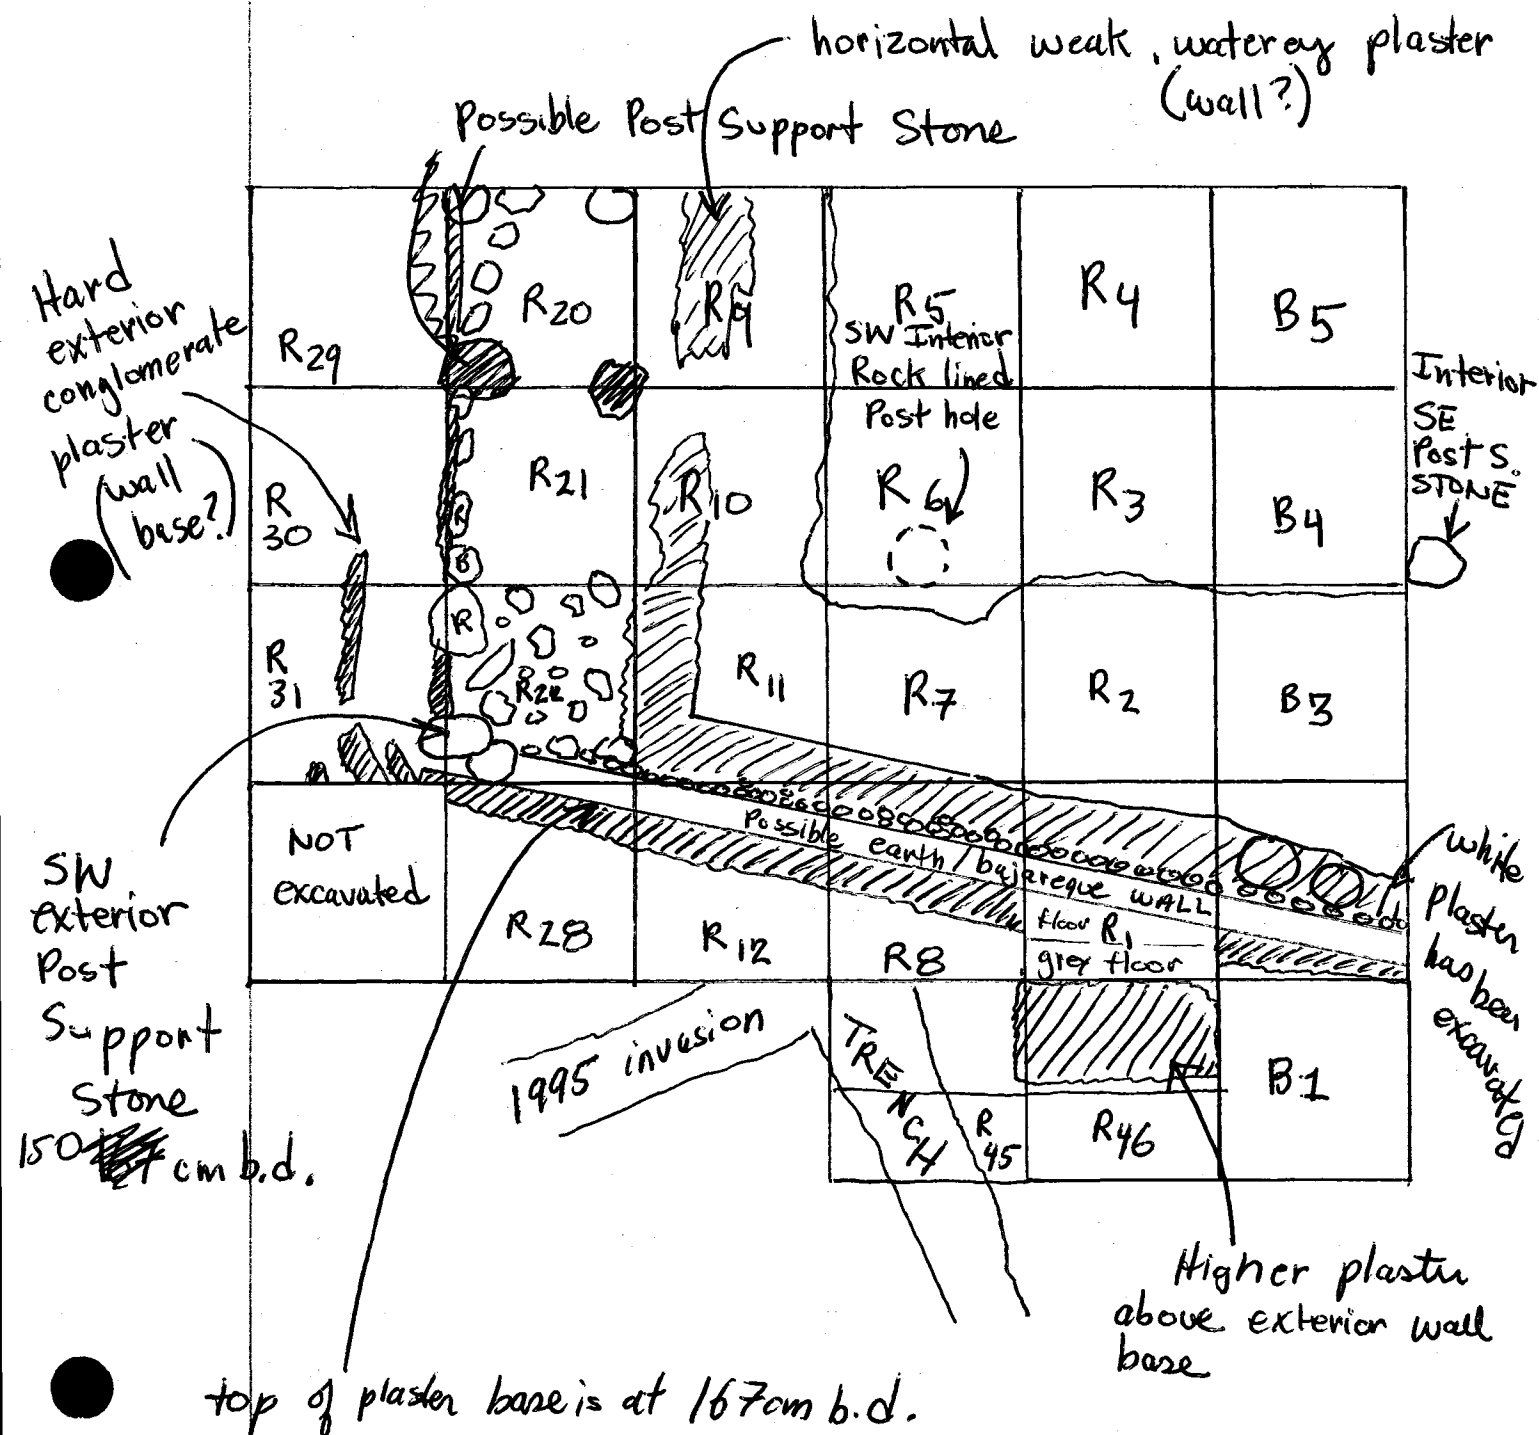 horizontal weak, waterey plaster
(wall?)
Possible Post Support Stone
Hard
exterior
conglomerate
plaster
(wall
base?)
R29
R20
R9
R5
SW Interior
Rock lined
Post hole
R4
B5
Interior
SE
Post S.
STONE
R
30
R21
R10
R6
R3
B4
R
B
R
R
31
R22
R11
R7
R2
B3
Possible earth/bajareque WALL
white
Plaster
has been
excavated
NOT
excavated
R28
R12
R8
floor R1
grey floor
SW
exterior
Post
Support
Stone
150 cm b.d.
1995 invasion
TRENCH
R
45
R46
B1
Higher plaster
above exterior wall
base
top of plaster base is at 167cm b.d.